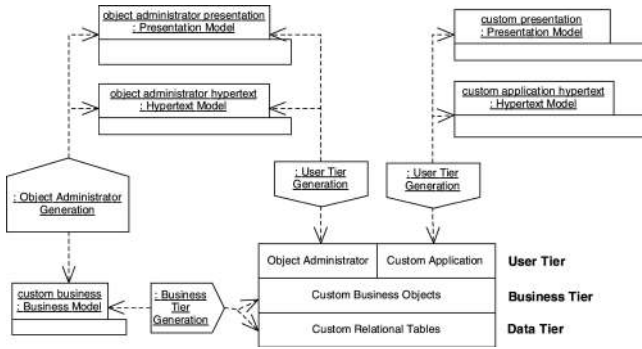 object administrator presentation
: Presentation Model
custom presentation
: Presentation Model
object administrator hypertext
: Hypertext Model
custom application hypertext
: Hypertext Model
: Object Administrator
Generation
: User Tier
Generation
: User Tier
Generation
Object Administrator
Custom Application
User Tier
custom business
: Business Model
: Business
Tier
Generation
Custom Business Objects
Business Tier
Custom Relational Tables
Data Tier